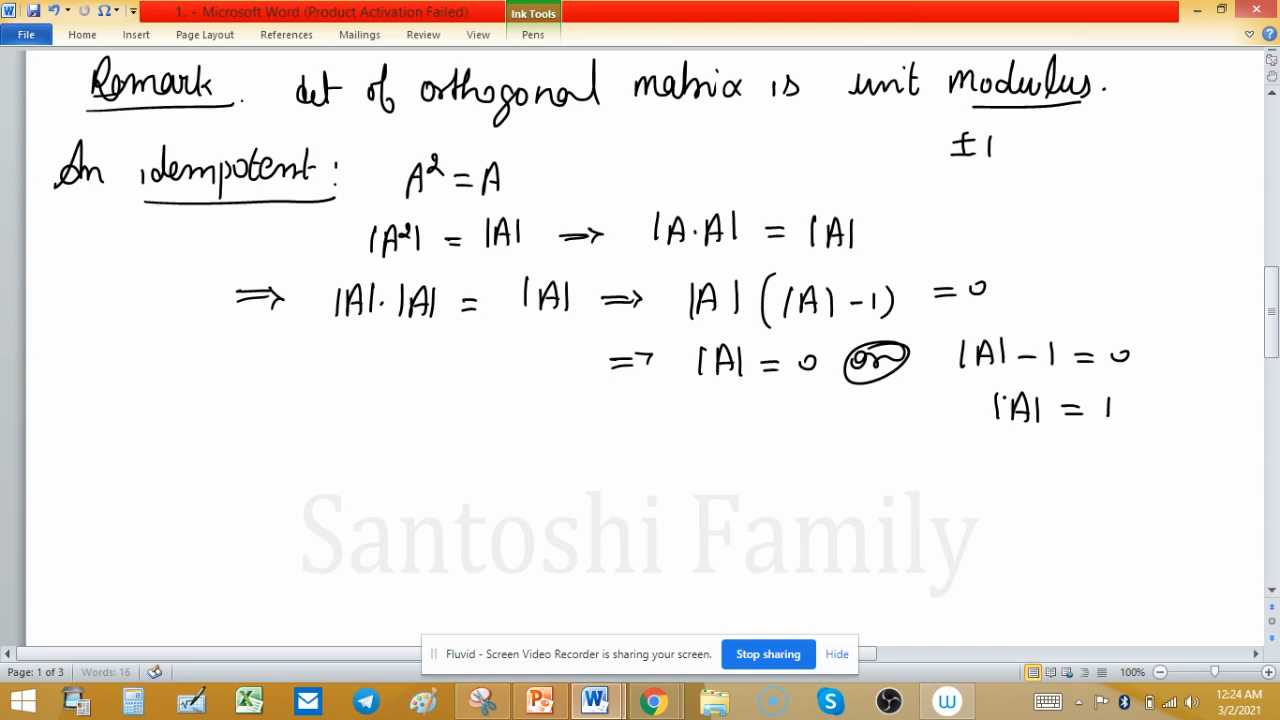 1. - Microsoft Word (Product Activation Failed)
Ink Tools
File Home Insert Page Layout References Mailings Review View Pens
Remark. det of orthogonal matrix is unit modulus.
± 1
An idempotent: A² = A
|A²| = |A| ⇒ |A·A| = |A|
⇒ |A|·|A| = |A| ⇒ |A| (|A| - 1) = 0
⇒ |A| = 0 or |A| - 1 = 0
|A| = 1
Santoshi Family
Fluvid - Screen Video Recorder is sharing your screen. Stop sharing Hide
Page: 1 of 3 Words: 16 100%
12:24 AM
3/2/2021